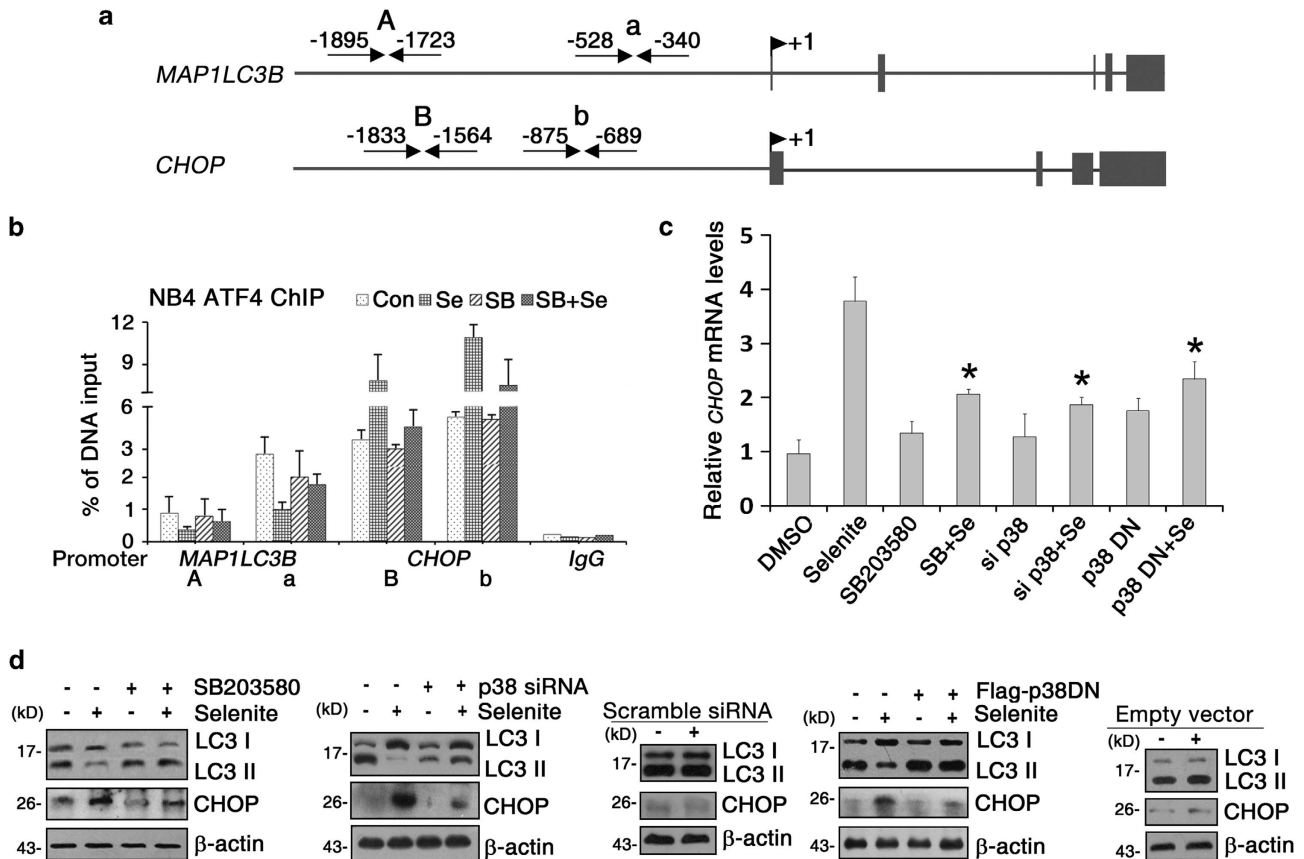 a
A
a
-1895 -1723 -528 -340 +1
MAP1LC3B
B
b
-1833 -1564 -875 -689 +1
CHOP
b
NB4 ATF4 ChIP Con Se SB SB+Se
% of DNA input
12
9
6
3
2
1
0
Promoter MAP1LC3B CHOP IgG
A a B b
c
Relative CHOP mRNA levels
5
4
3
2
1
0
* * *
DMSO
Selenite
SB203580
SB+Se
si p38
si p38+Se
p38 DN
p38 DN+Se
d
- - + + SB203580
(kD) - + - + Selenite
17- LC3 I
LC3 II
26- CHOP
43- β-actin
- - + + p38 siRNA
(kD) - + - + Selenite
17- LC3 I
LC3 II
26- CHOP
43- β-actin
Scramble siRNA
(kD) - +
17- LC3 I
LC3 II
26- CHOP
43- β-actin
- - + + Flag-p38DN
(kD) - + - + Selenite
17- LC3 I
LC3 II
26- CHOP
43- β-actin
Empty vector
(kD) - +
17- LC3 I
LC3 II
26- CHOP
43- β-actin